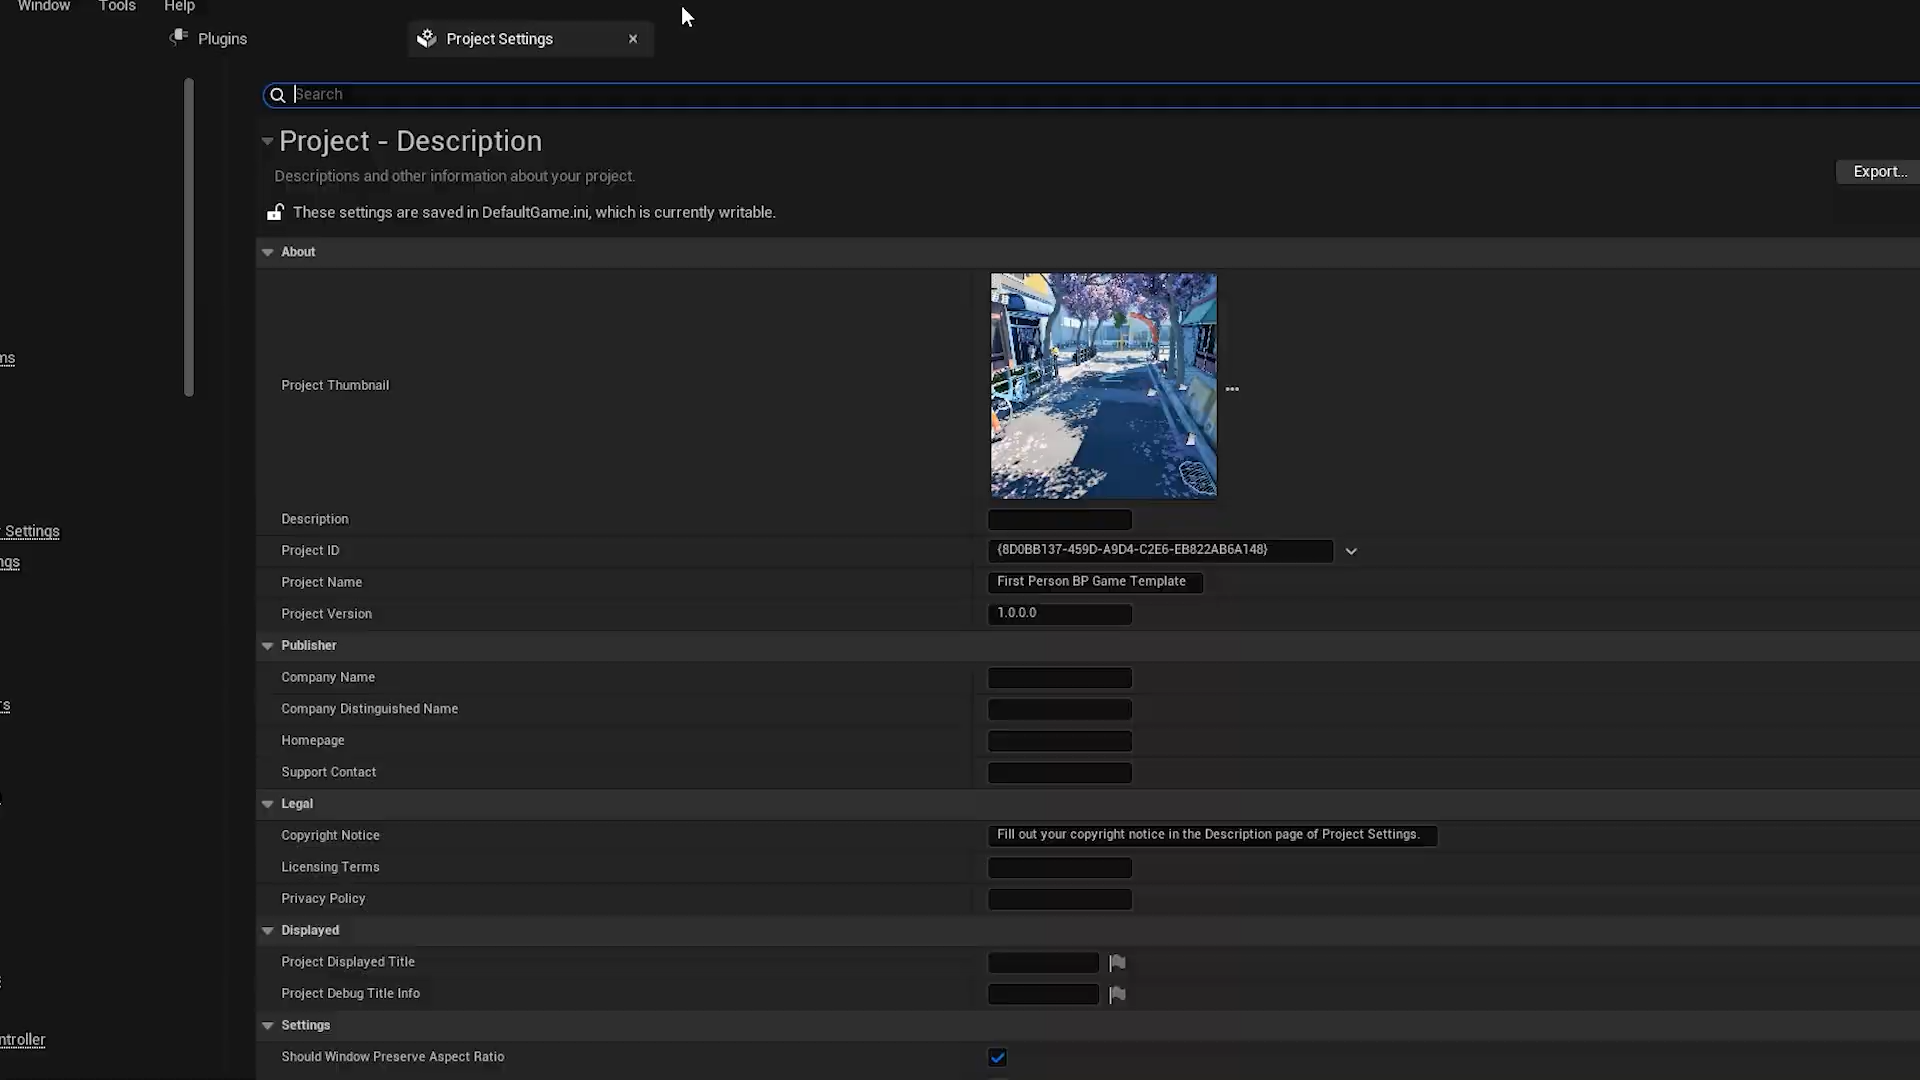 Window Tools Help
Plugins
Project Settings
Search
Project - Description
Descriptions and other information about your project.
Export...
These settings are saved in DefaultGame.ini, which is currently writable.
About
ms
Project Thumbnail
Description
Settings
Project ID {8D0BB137-459D-A9D4-C2E6-EB822AB6A148}
ngs
Project Name First Person BP Game Template
Project Version 1.0.0.0
Publisher
Company Name
rs
Company Distinguished Name
Homepage
Support Contact
Legal
Copyright Notice Fill out your copyright notice in the Description page of Project Settings.
Licensing Terms
Privacy Policy
Displayed
Project Displayed Title
Project Debug Title Info
Settings
ntroller
Should Window Preserve Aspect Ratio